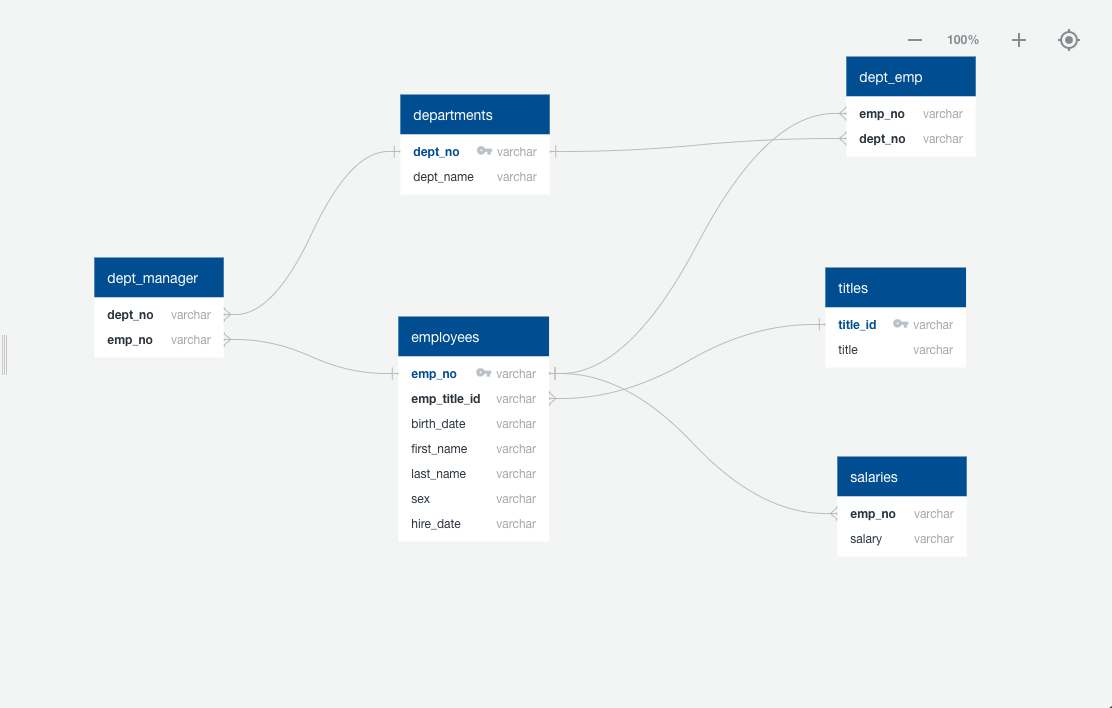 100%
dept_emp
emp_no varchar
dept_no varchar
departments
dept_no varchar
dept_name varchar
dept_manager
dept_no varchar
emp_no varchar
employees
emp_no varchar
emp_title_id varchar
birth_date varchar
first_name varchar
last_name varchar
sex varchar
hire_date varchar
titles
title_id varchar
title varchar
salaries
emp_no varchar
salary varchar